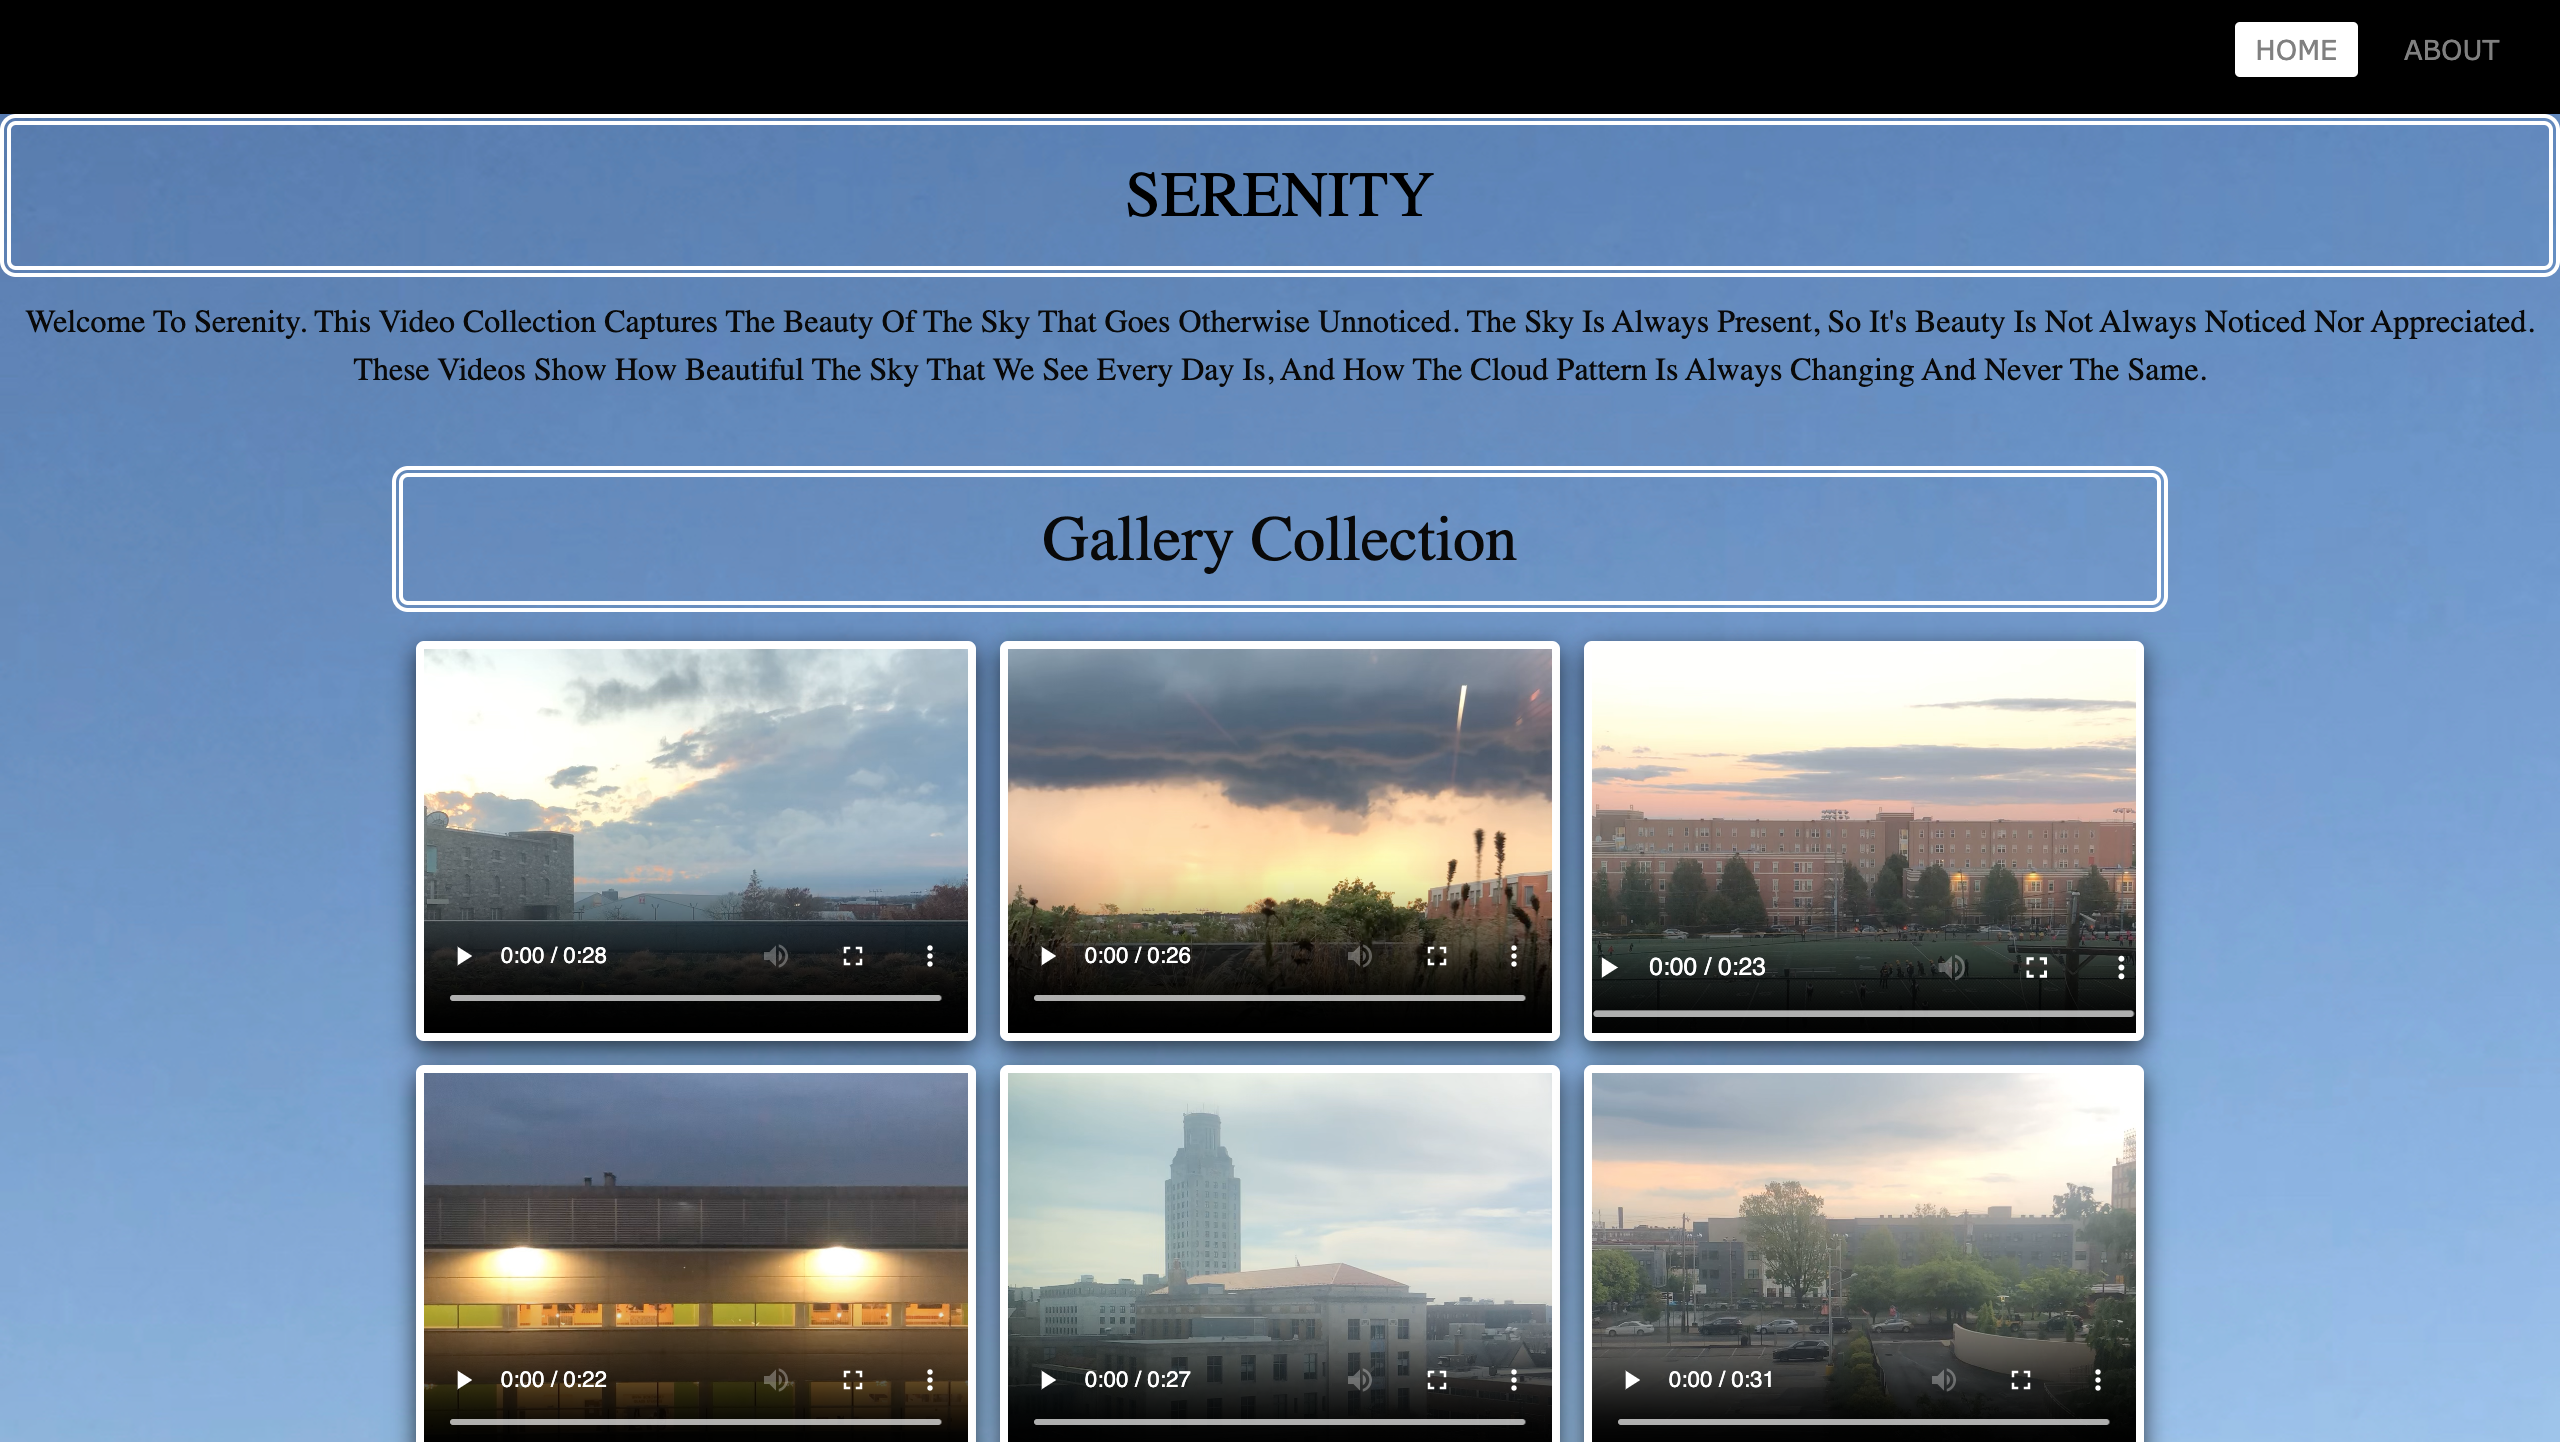 HOME ABOUT
SERENITY
Welcome To Serenity. This Video Collection Captures The Beauty Of The Sky That Goes Otherwise Unnoticed. The Sky Is Always Present, So It's Beauty Is Not Always Noticed Nor Appreciated.
These Videos Show How Beautiful The Sky That We See Every Day Is, And How The Cloud Pattern Is Always Changing And Never The Same.
Gallery Collection
0:00 / 0:28
0:00 / 0:26
0:00 / 0:23
0:00 / 0:22
0:00 / 0:27
0:00 / 0:31